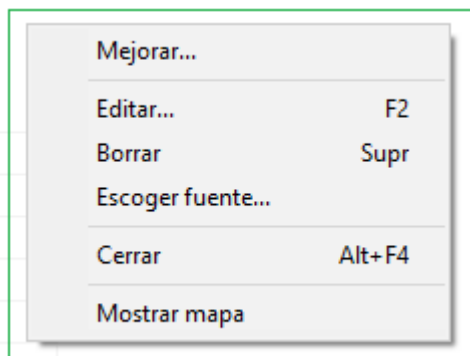 Mejorar...
Editar... F2
Borrar Supr
Escoger fuente...
Cerrar Alt+F4
Mostrar mapa